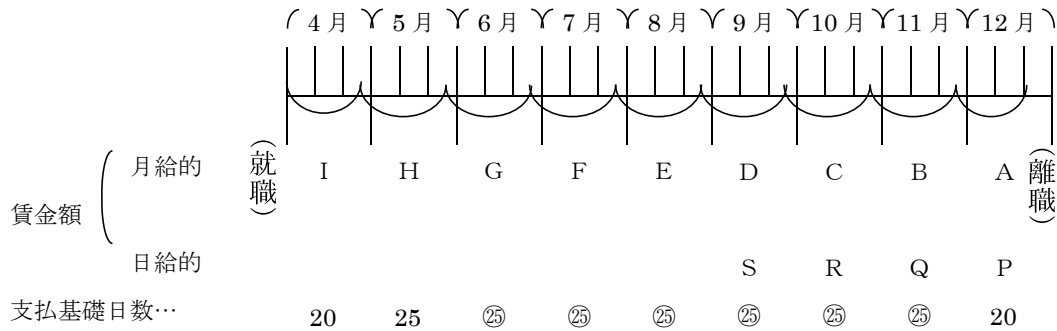 4月 5月 6月 7月 8月 9月 10月 11月 12月
(就職)
(離職)
賃金額
月給的 I H G F E D C B A
日給的 S R Q P
支払基礎日数… 20 25 ㉕ ㉕ ㉕ ㉕ ㉕ ㉕ 20